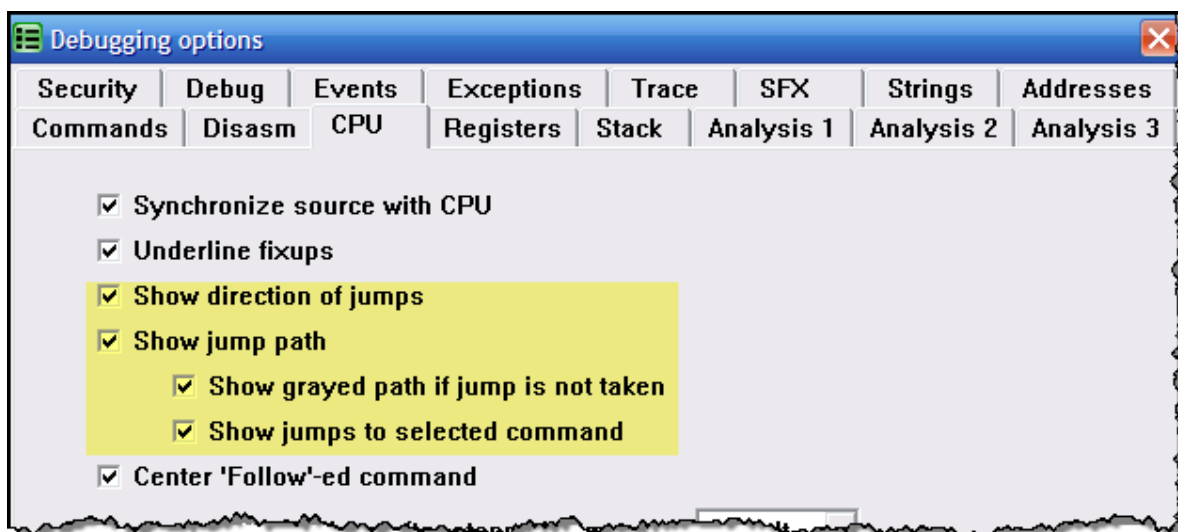 Debugging options
Security Debug Events Exceptions Trace SFX Strings Addresses
Commands Disasm CPU Registers Stack Analysis 1 Analysis 2 Analysis 3
Synchronize source with CPU
Underline fixups
Show direction of jumps
Show jump path
Show grayed path if jump is not taken
Show jumps to selected command
Center 'Follow'-ed command